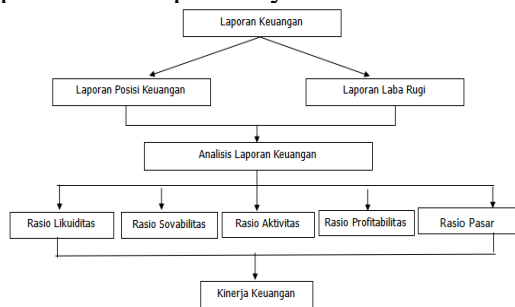 Laporan Keuangan
Laporan Posisi Keuangan
Laporan Laba Rugi
Analisis Laporan Keuangan
Rasio Likuiditas
Rasio Sovabilitas
Rasio Aktivitas
Rasio Profitabilitas
Rasio Pasar
Kinerja Keuangan